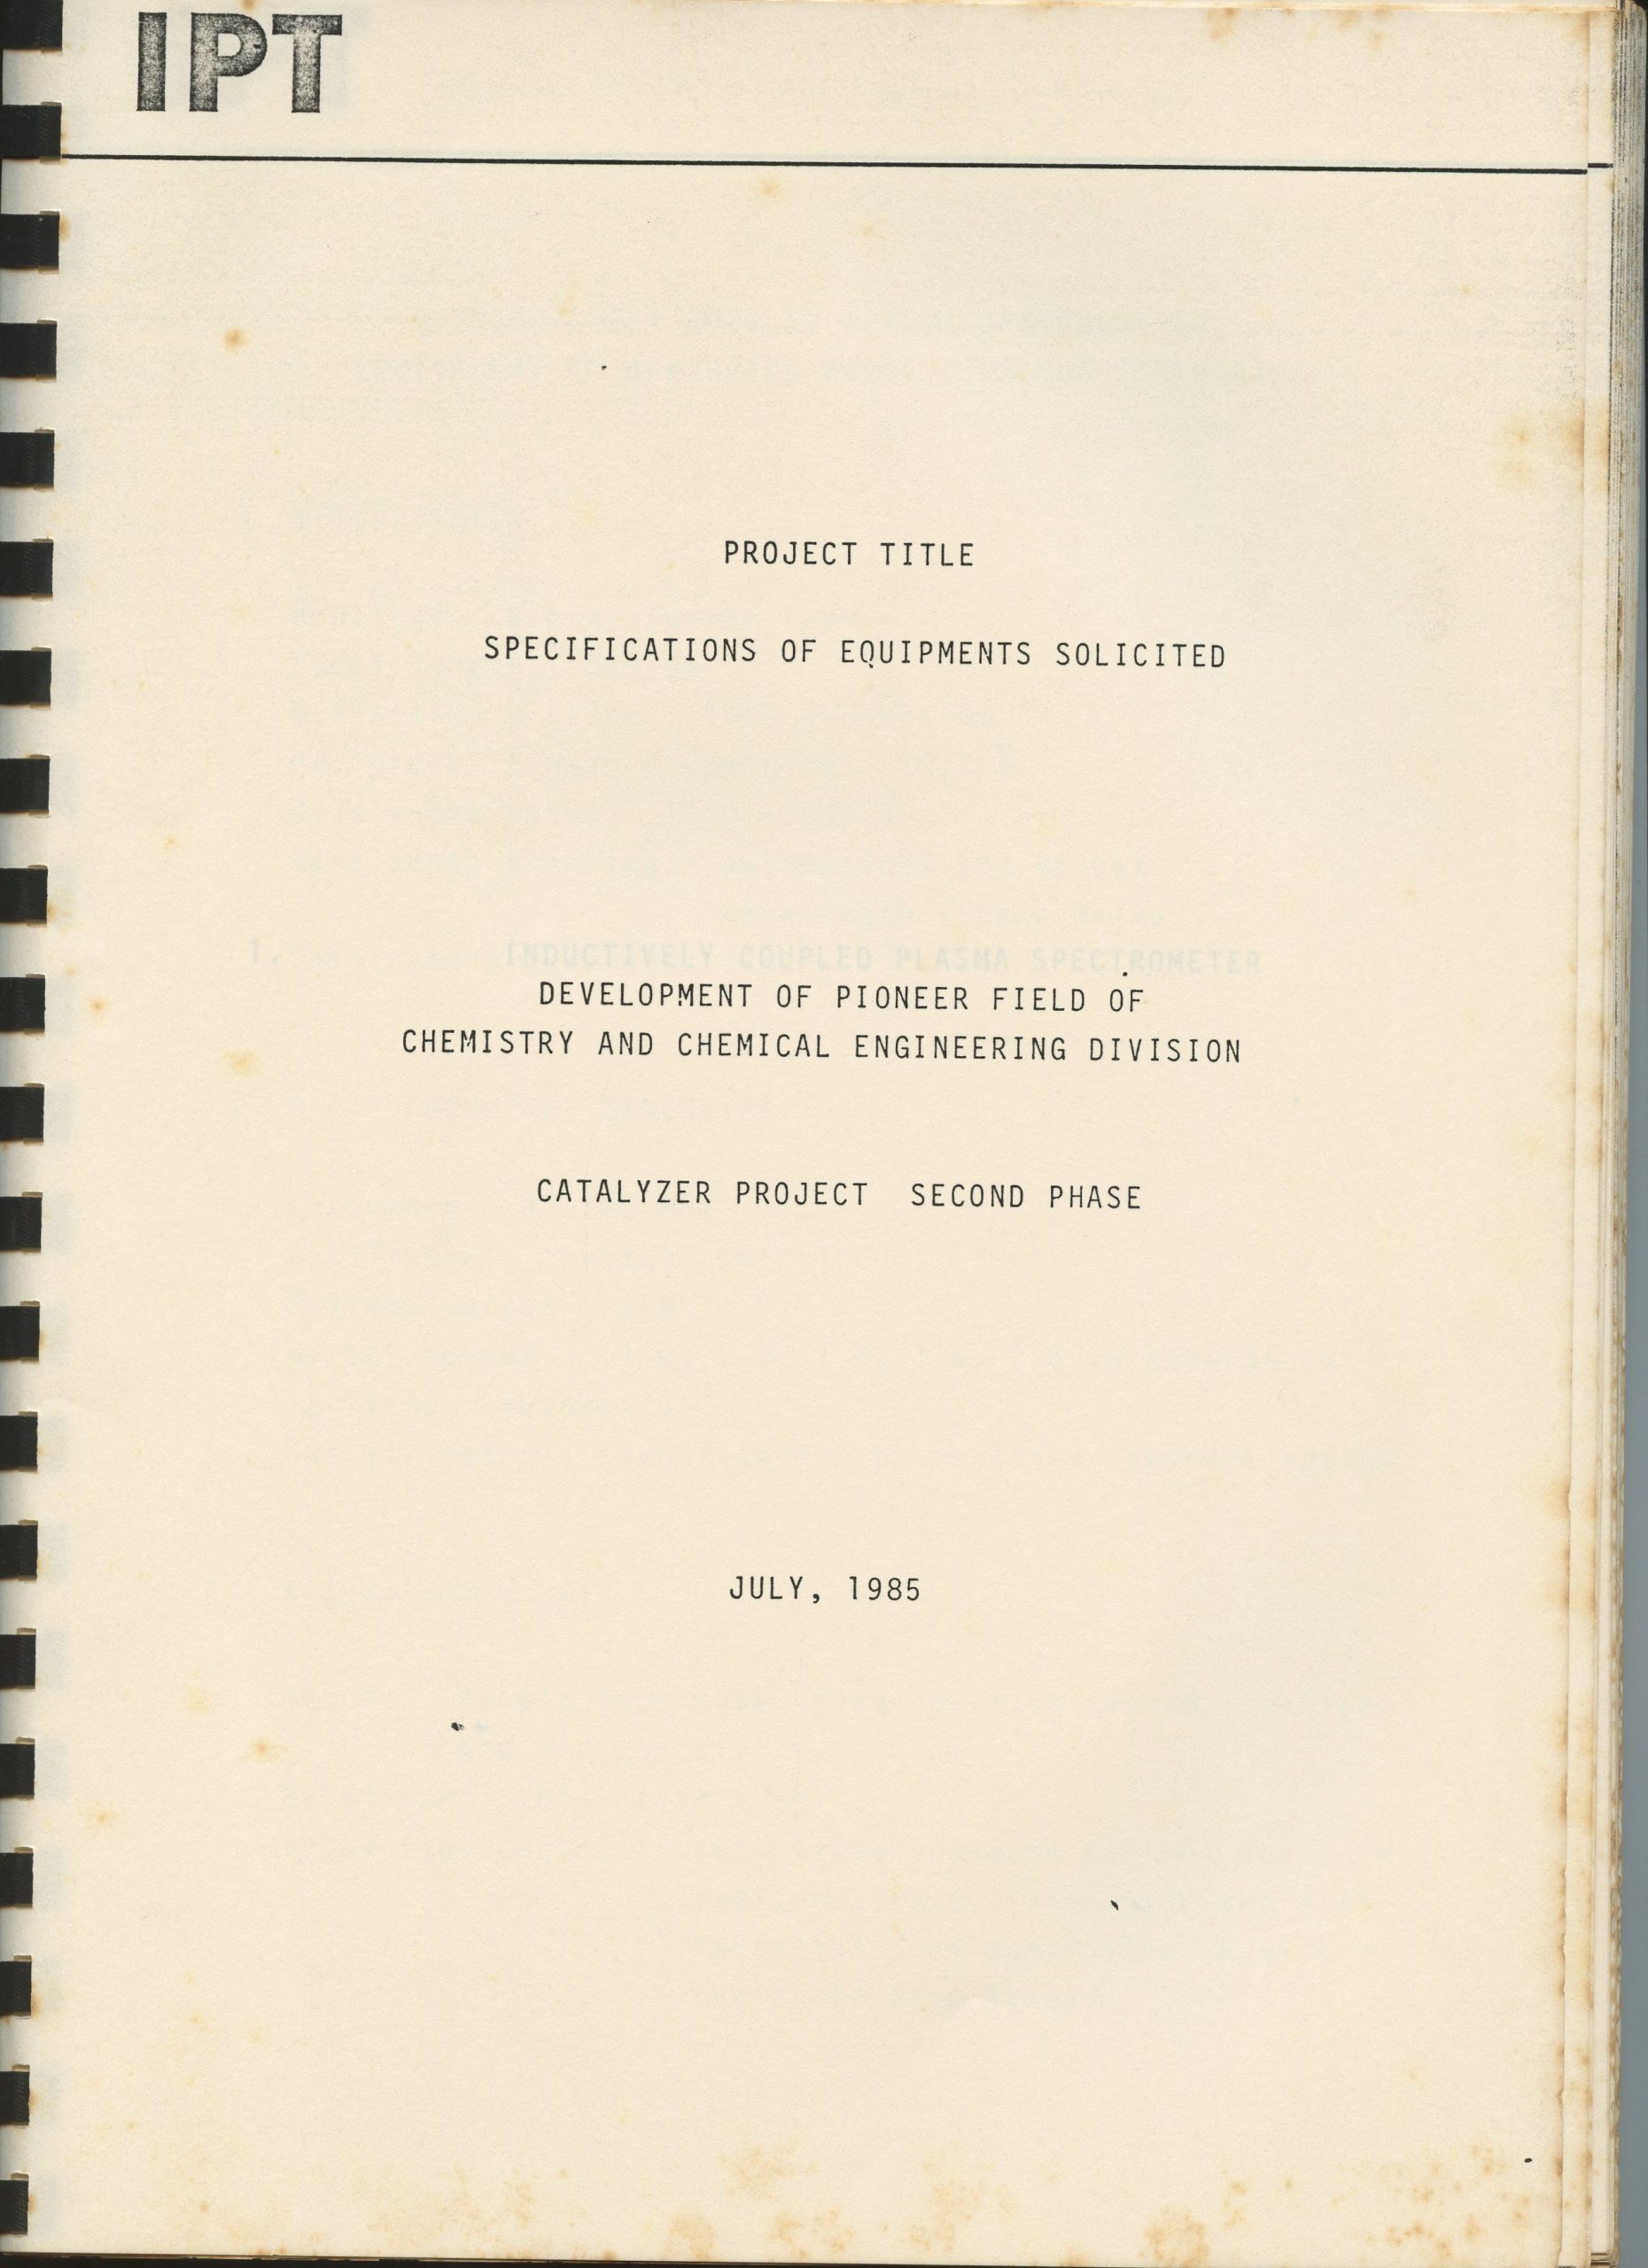 IPT
PROJECT TITLE
SPECIFICATIONS OF EQUIPMENTS SOLICITED
1. INDUCTIVELY COUPLED PLASMA SPECTROMETER
DEVELOPMENT OF PIONEER FIELD OF
CHEMISTRY AND CHEMICAL ENGINEERING DIVISION
CATALYZER PROJECT SECOND PHASE
JULY, 1985